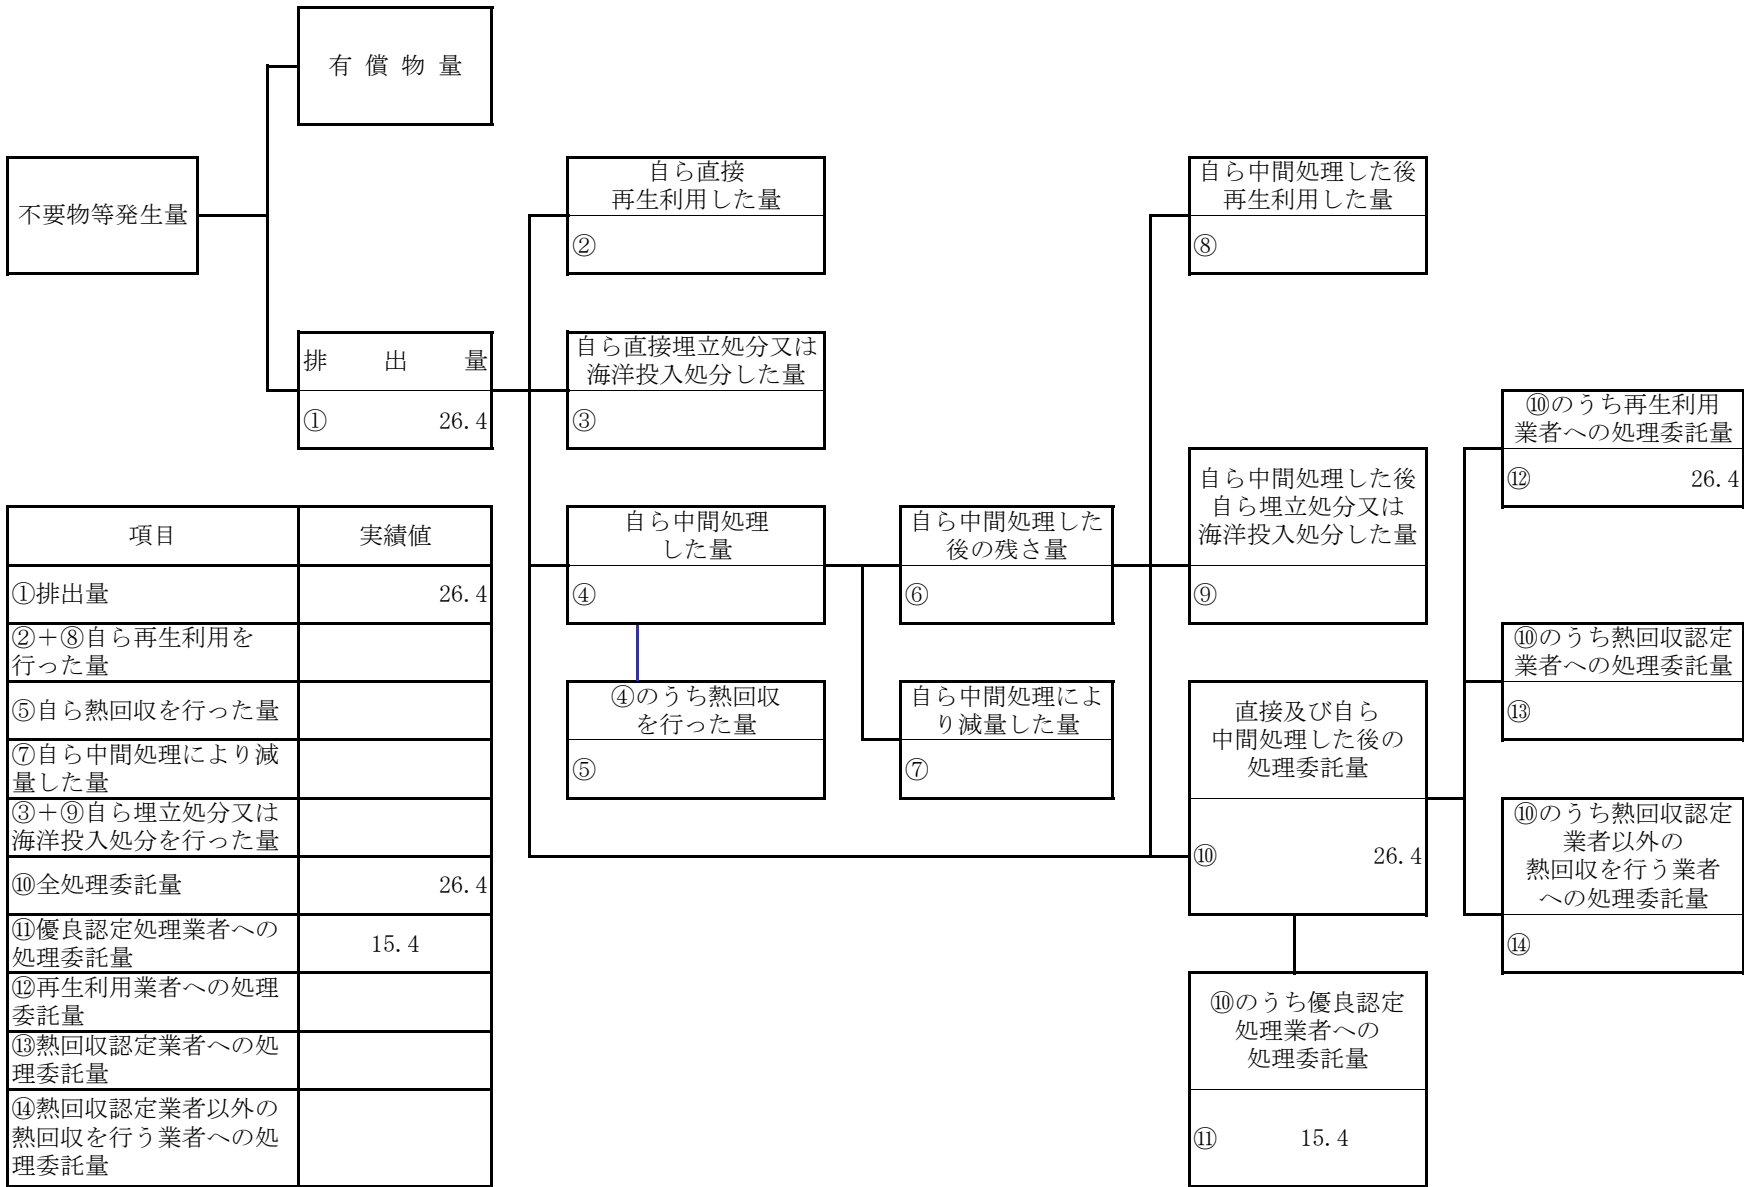 有 償 物 量
不要物等発生量
自ら直接
再生利用した量
②
自ら中間処理した後
再生利用した量
⑧
排 出 量
① 26.4
自ら直接埋立処分又は
海洋投入処分した量
③
⑩のうち再生利用
業者への処理委託量
⑫ 26.4
自ら中間処理した後
自ら埋立処分又は
海洋投入処分した量
⑨
自ら中間処理
した量
④
自ら中間処理した
後の残さ量
⑥
⑩のうち熱回収認定
業者への処理委託量
⑬
④のうち熱回収
を行った量
⑤
自ら中間処理によ
り減量した量
⑦
直接及び自ら
中間処理した後の
処理委託量
⑩ 26.4
⑩のうち熱回収認定
業者以外の
熱回収を行う業者
への処理委託量
⑭
⑩のうち優良認定
処理業者への
処理委託量
⑪ 15.4
項目 実績値
①排出量 26.4
②＋⑧自ら再生利用を
行った量
⑤自ら熱回収を行った量
⑦自ら中間処理により減
量した量
③＋⑨自ら埋立処分又は
海洋投入処分を行った量
⑩全処理委託量 26.4
⑪優良認定処理業者への
処理委託量 15.4
⑫再生利用業者への処理
委託量
⑬熱回収認定業者への処
理委託量
⑭熱回収認定業者以外の
熱回収を行う業者への処
理委託量